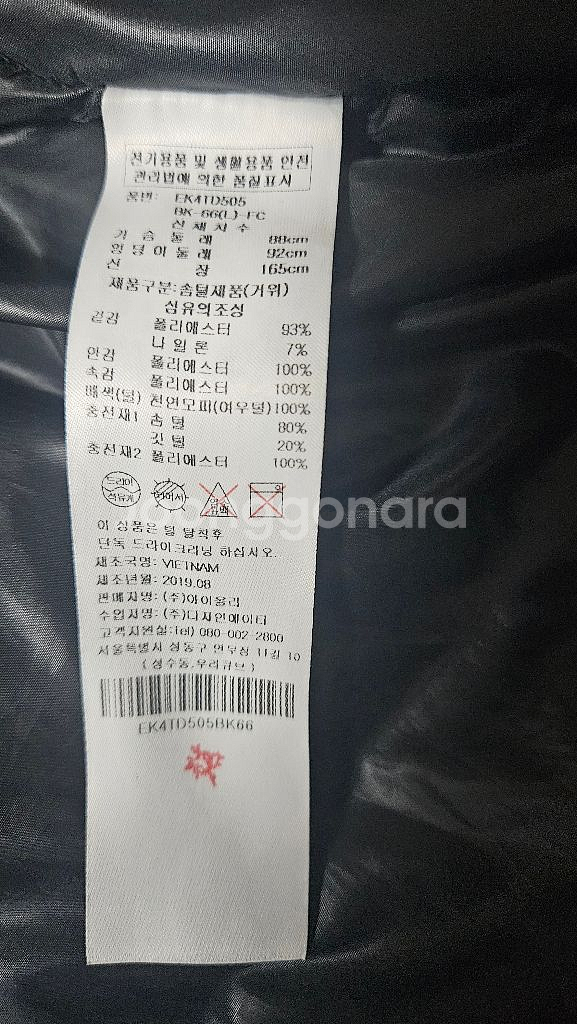 전기용품 및 생활용품 안전
관리법에 의한 품질표시
품번: EK4TD505
BK-66(L)-FC
신체치수
가슴둘레 88cm
엉덩이둘레 92cm
신장 165cm
제품구분:솜털제품(거위)
섬유의조성
겉감 폴리에스터 93%
나일론 7%
안감 폴리에스터 100%
속감 폴리에스터 100%
배색(털) 천연모피(여우털)100%
충전재1 솜털 80%
깃털 20%
충전재2 폴리에스터 100%
드라이
석유계
염소
표백
joonggonara
이 상품은 털 탈착후
단독 드라이크리닝 하십시오.
제조국명: VIETNAM
제조년월: 2019.08
판매자명: (주)아이올리
수입자명: (주)디자인에이티
고객지원실:Tel) 080-002-2800
서울특별시 성동구 연무장 11길 10
(성수동,우리큐브)
EK4TD505BK66